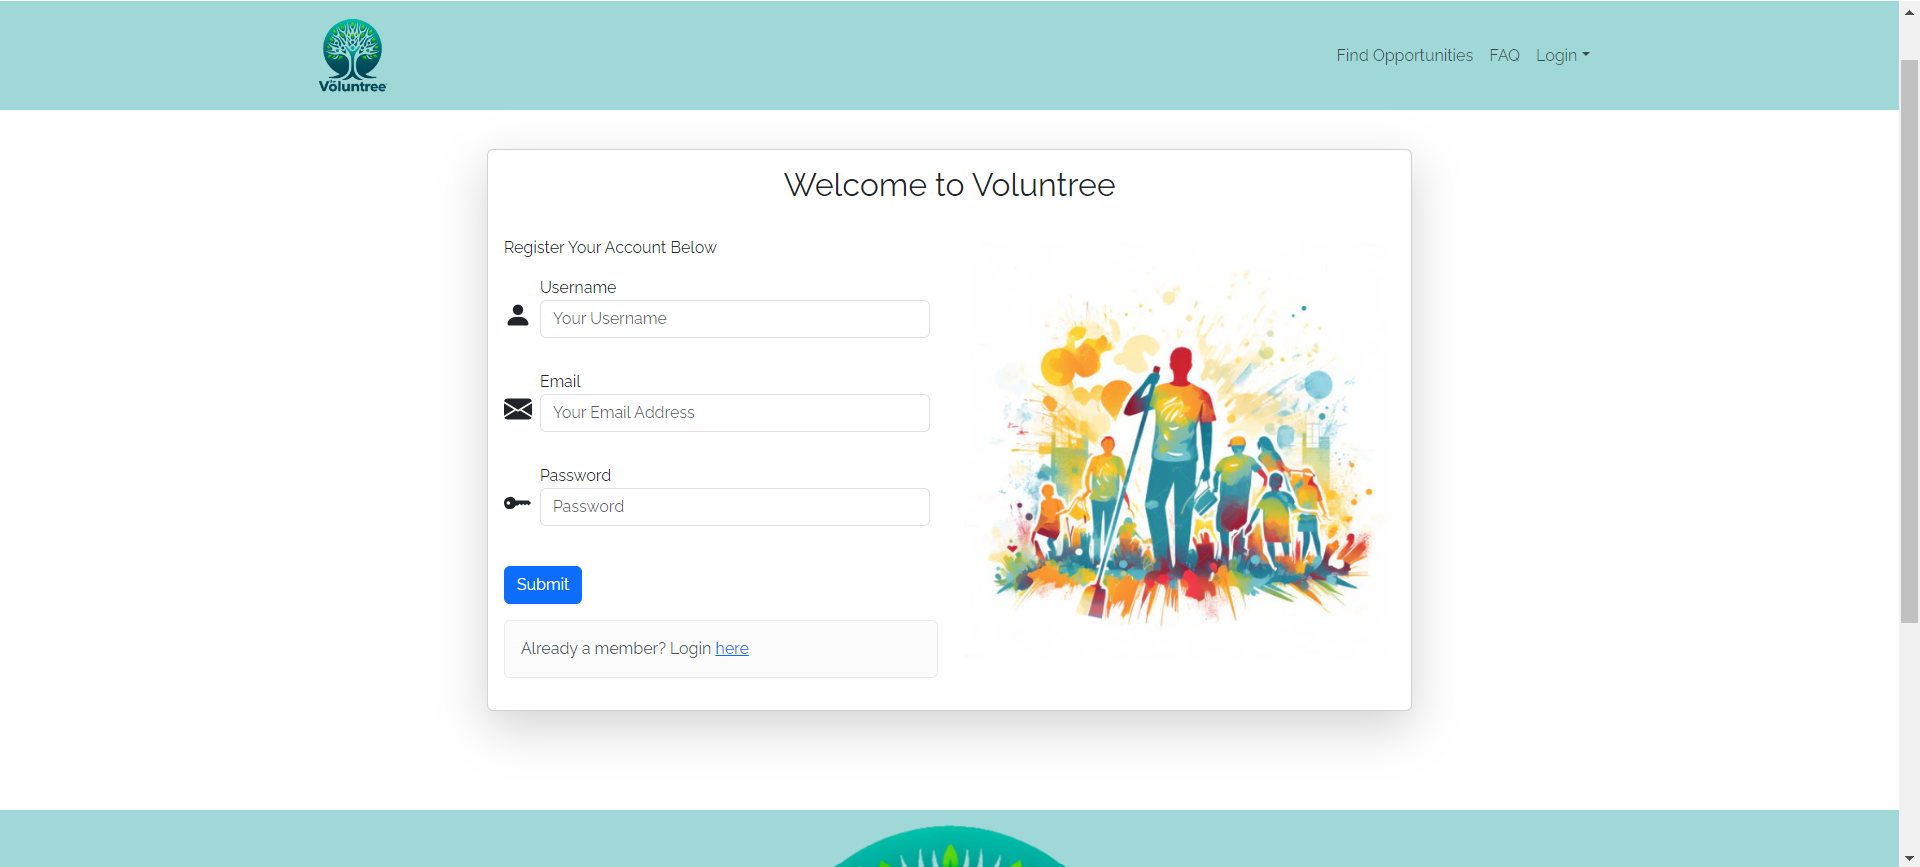 The
Voluntree
Find Opportunities FAQ Login
Welcome to Voluntree
Register Your Account Below
Username
Your Username
Email
Your Email Address
Password
Password
Submit
Already a member? Login here